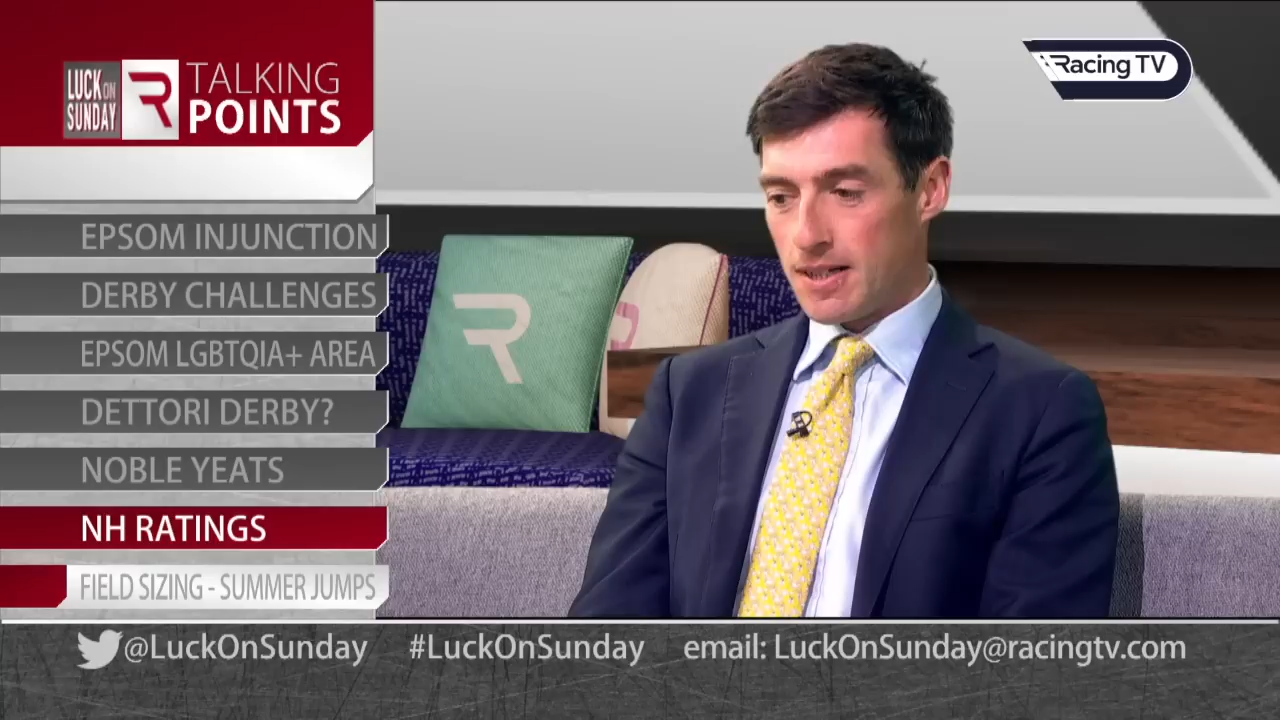 LUCK ON
SUNDAY
TALKING
POINTS
Racing TV
EPSOM INJUNCTION
DERBY CHALLENGES
EPSOM LGBTQIA+ AREA
DETTORI DERBY?
NOBLE YEATS
NH RATINGS
FIELD SIZING - SUMMER JUMPS
@LuckOnSunday #LuckOnSunday email: LuckOnSunday@racingtv.com